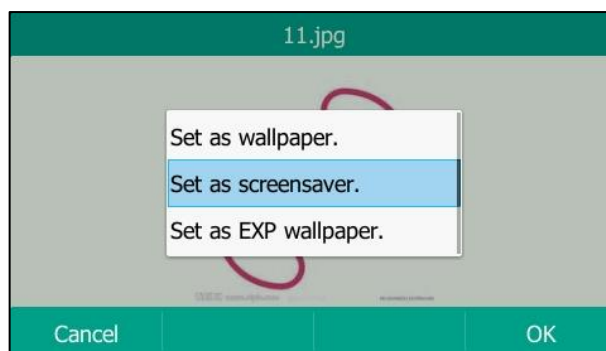 11.jpg
Set as wallpaper.
Set as screensaver.
Set as EXP wallpaper.
Cancel
OK